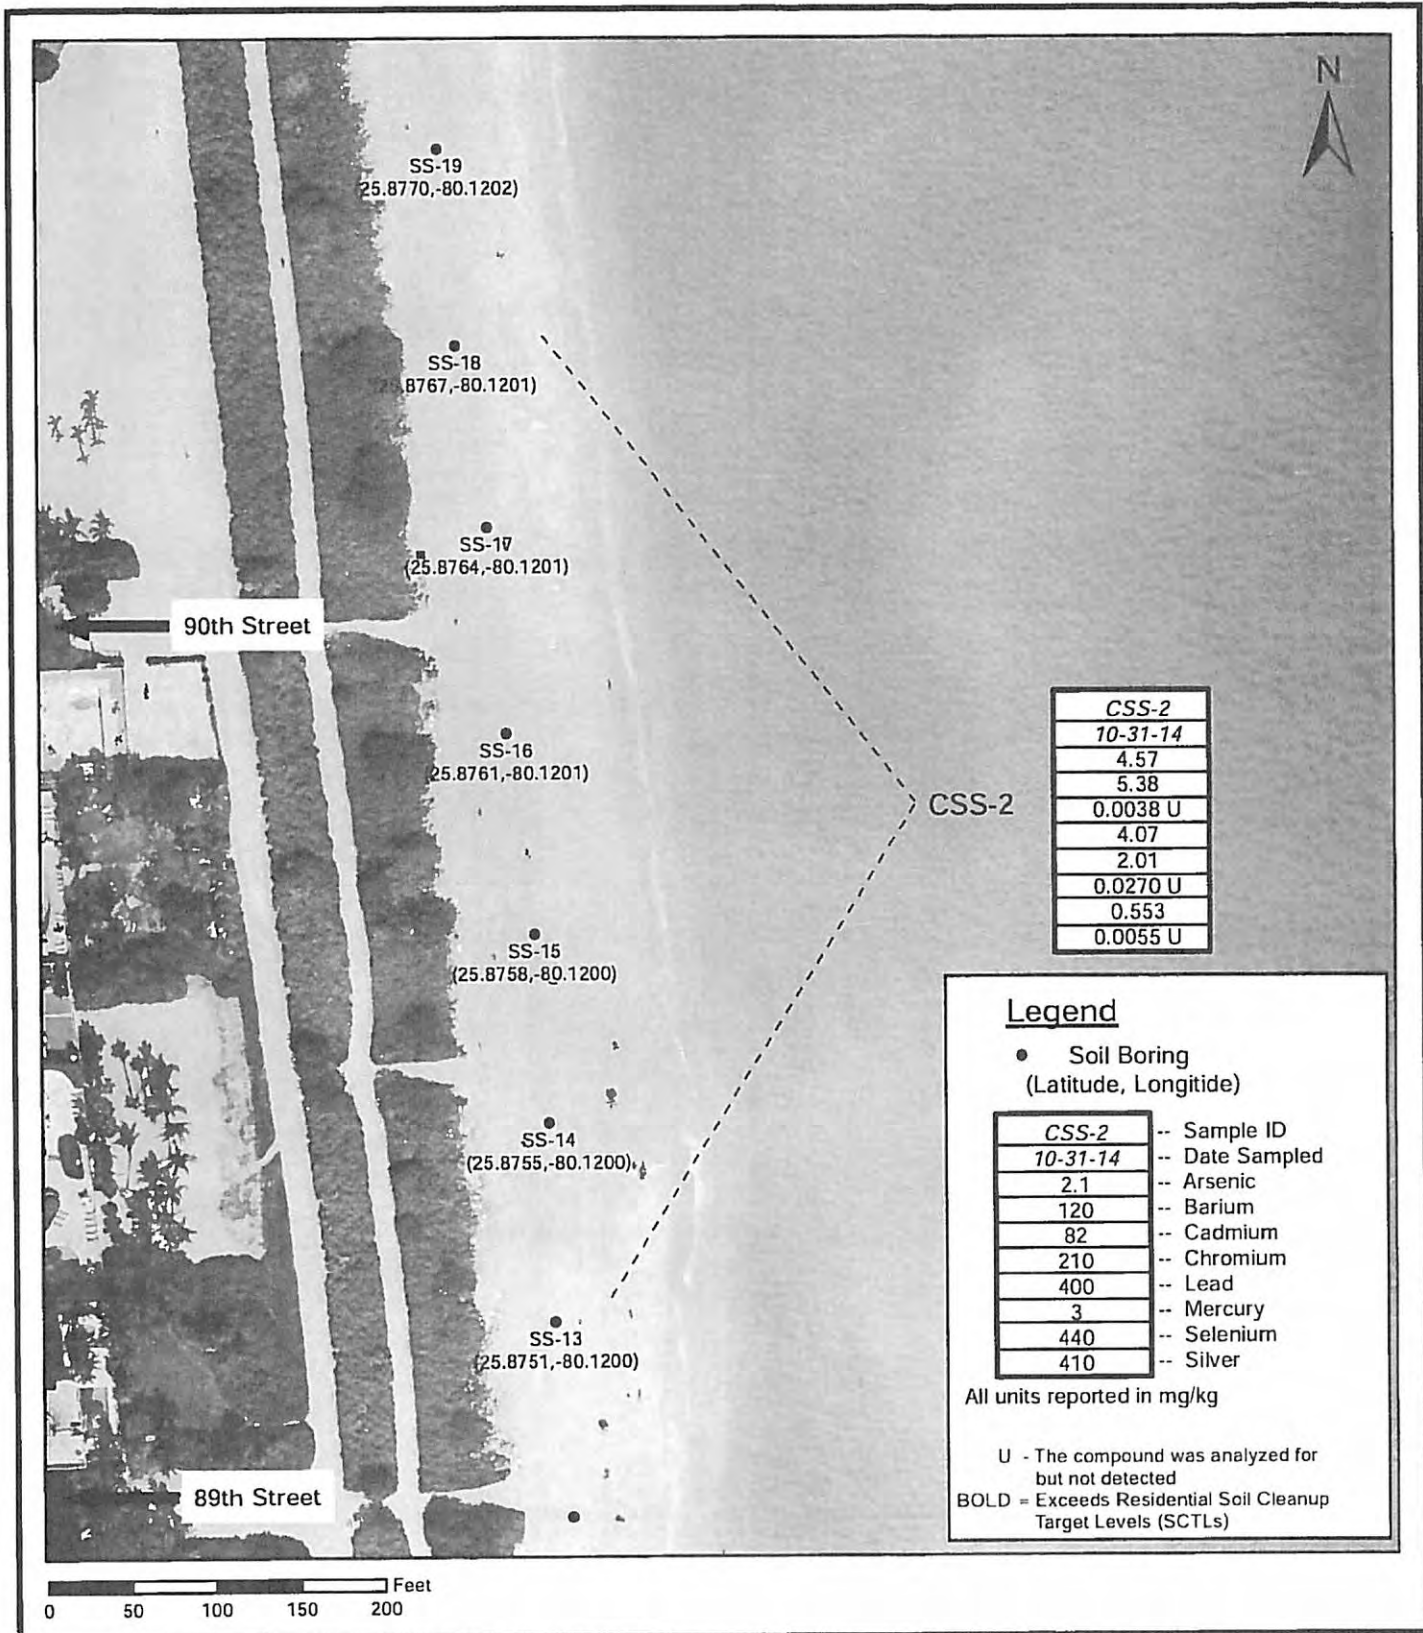 N
SS-19
(25.8770,-80.1202)
SS-18
(25.8767,-80.1201)
SS-17
(25.8764,-80.1201)
90th Street
SS-16
(25.8761,-80.1201)
CSS-2
CSS-2
10-31-14
4.57
5.38
0.0038 U
4.07
2.01
0.0270 U
0.553
0.0055 U
SS-15
(25.8758,-80.1200)
SS-14
(25.8755,-80.1200)
SS-13
(25.8751,-80.1200)
89th Street
Legend
Soil Boring
(Latitude, Longitide)
CSS-2 -- Sample ID
10-31-14 -- Date Sampled
2.1 -- Arsenic
120 -- Barium
82 -- Cadmium
210 -- Chromium
400 -- Lead
3 -- Mercury
440 -- Selenium
410 -- Silver
All units reported in mg/kg
U - The compound was analyzed for
but not detected
BOLD = Exceeds Residential Soil Cleanup
Target Levels (SCTLs)
Feet
0 50 100 150 200